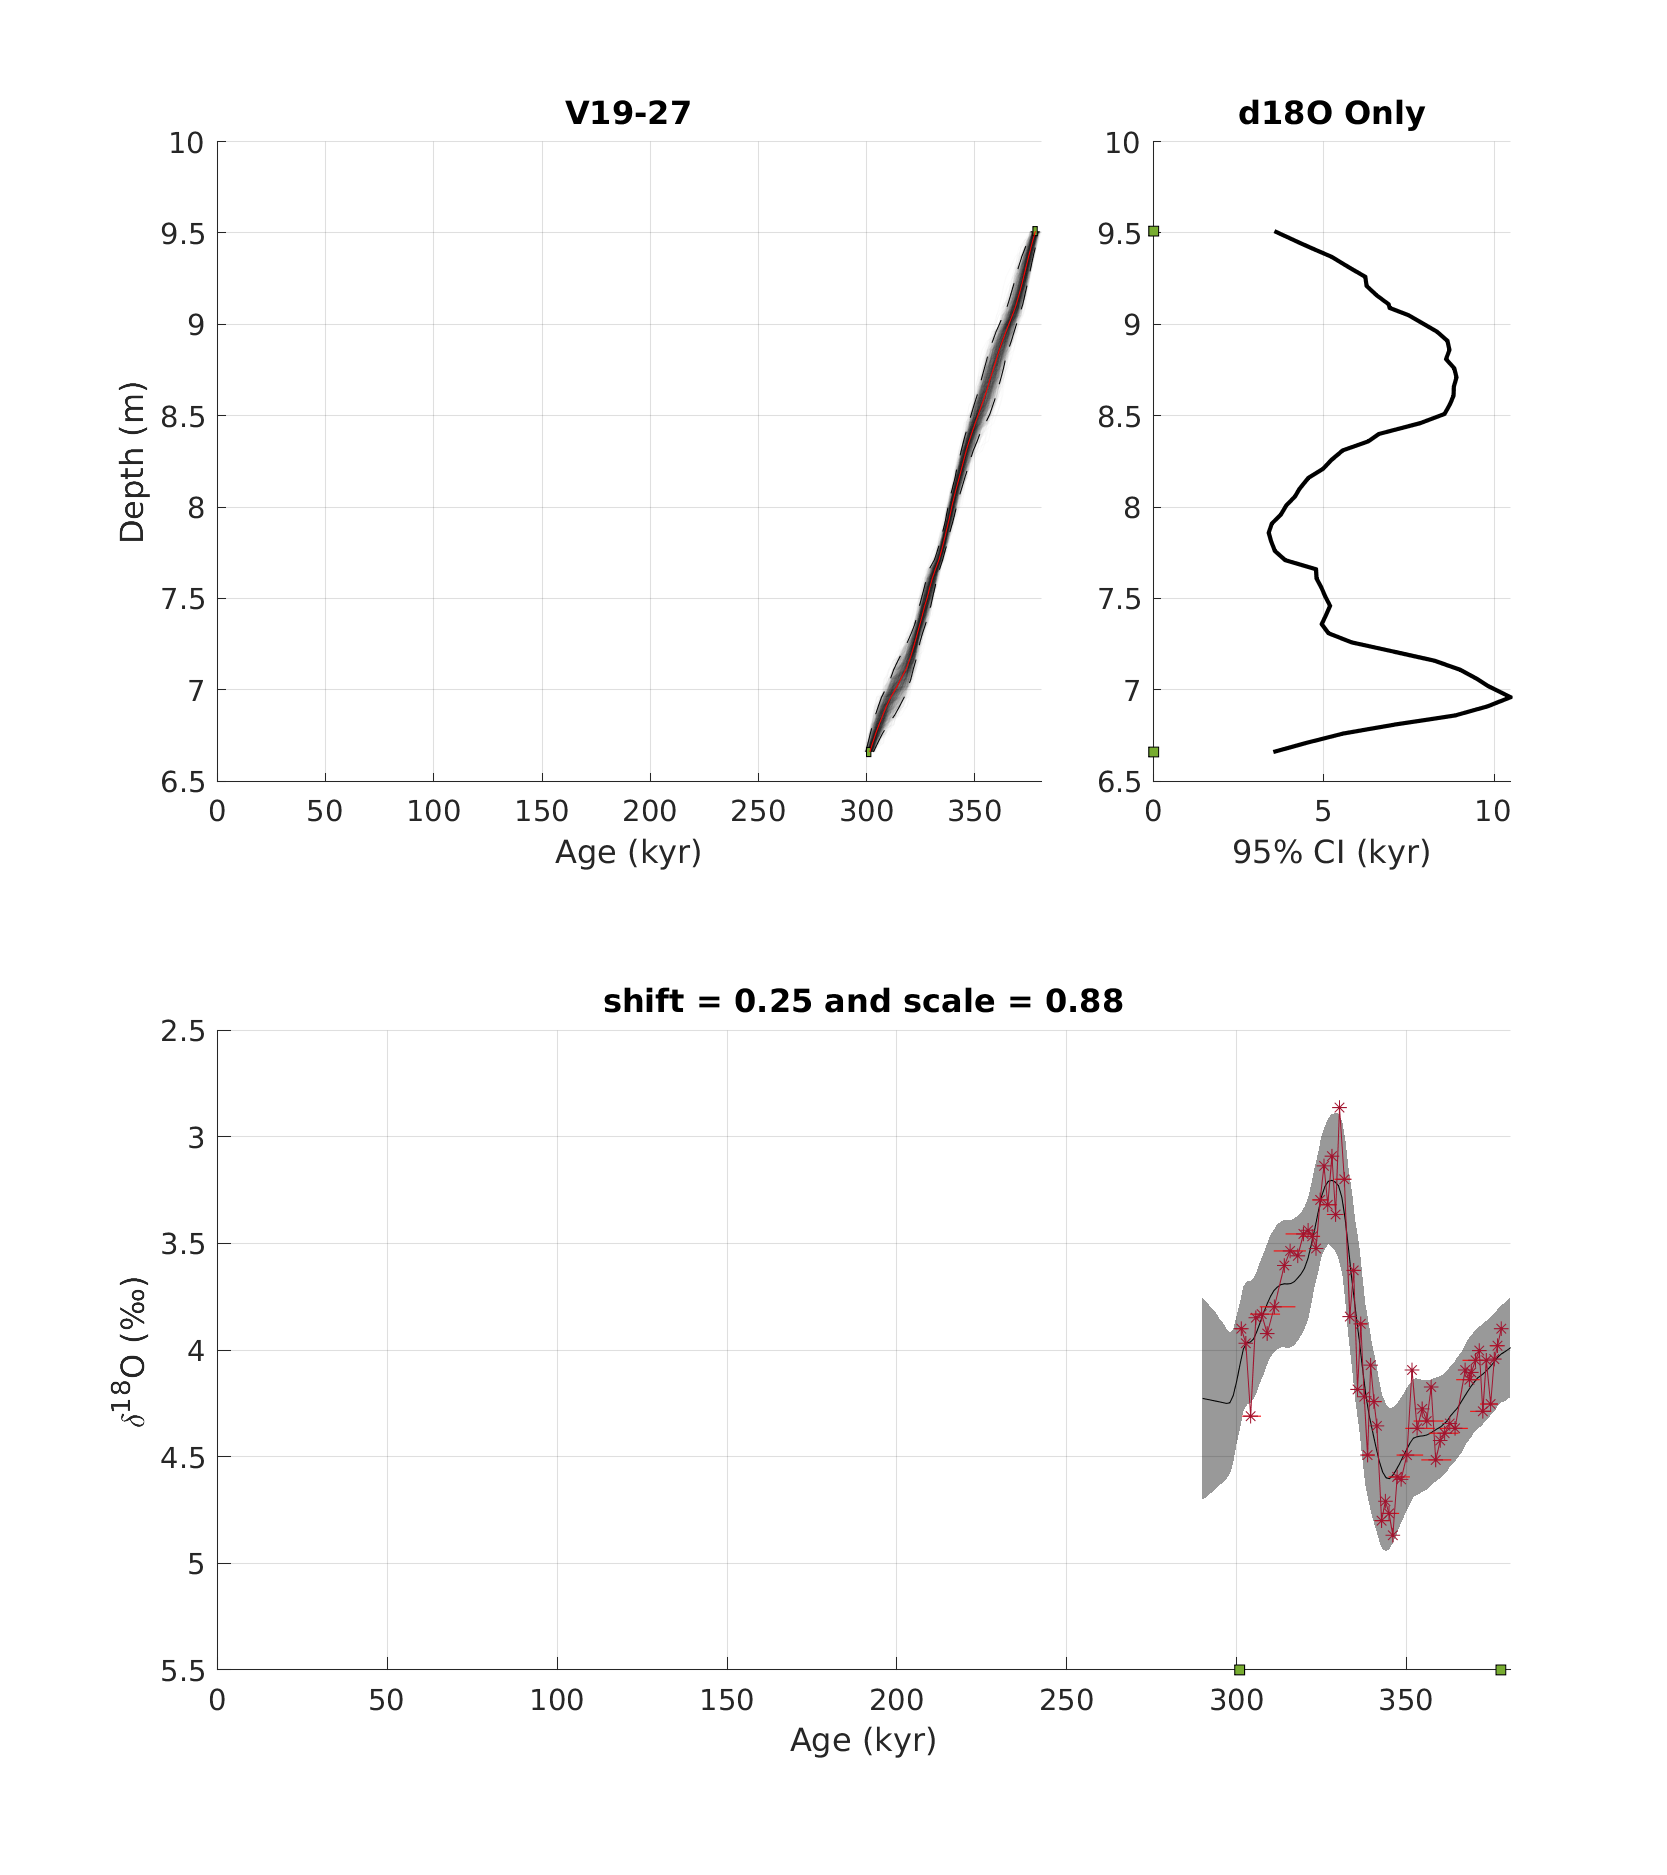 V19-27
10
9.5
9
8.5
8
7.5
7
6.5
Depth (m)
0 50 100 150 200 250 300 350
Age (kyr)
d18O Only
10
9.5
9
8.5
8
7.5
7
6.5
0 5 10
95% CI (kyr)
shift = 0.25 and scale = 0.88
2.5
3
3.5
4
4.5
5
5.5
δ¹⁸O (‰)
0 50 100 150 200 250 300 350
Age (kyr)